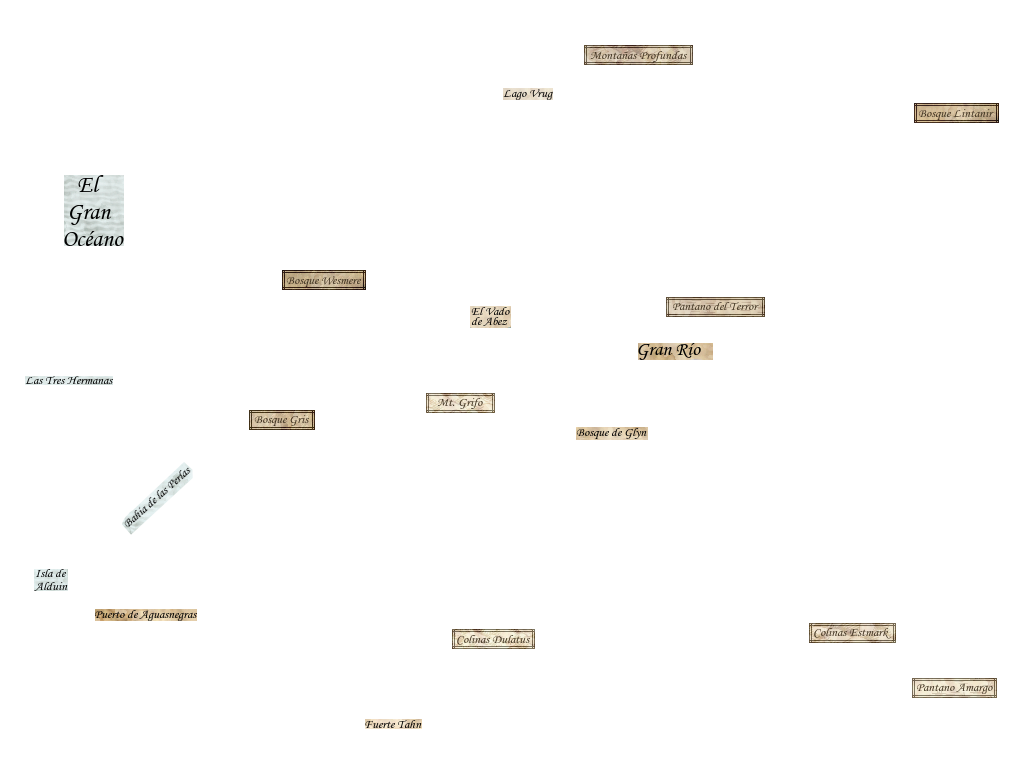 Montañas Profundas
Lago Vrug
Bosque Lintanir
El
Gran
Océano
Bosque Wesmere
El Vado
de Abez
Pantano del Terror
Gran Río
Las Tres Hermanas
Mt. Grifo
Bosque Gris
Bosque de Glyn
Bahía de las Perlas
Isla de
Alduin
Puerto de Aguasnegras
Colinas Dulatus
Colinas Estmark
Pantano Amargo
Fuerte Tahn